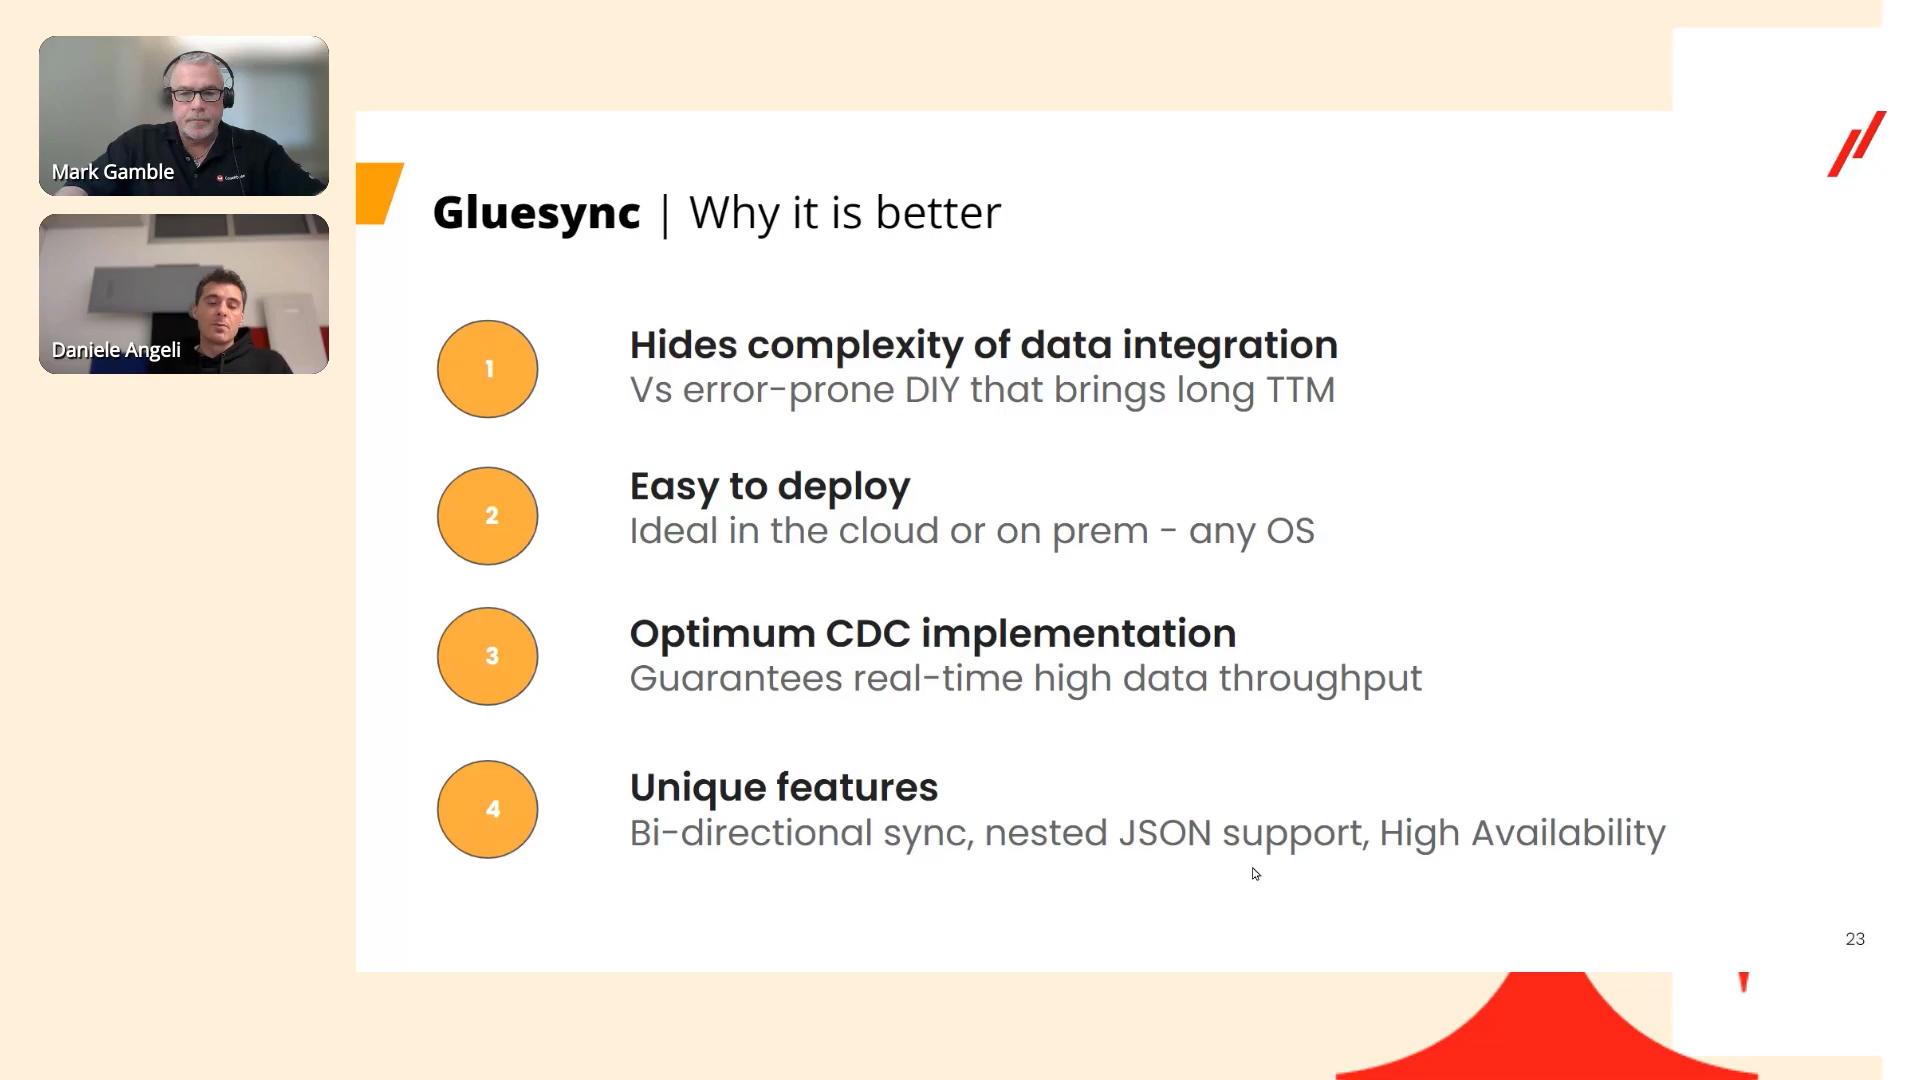 Mark Gamble
Daniele Angeli
Gluesync | Why it is better
1
Hides complexity of data integration
Vs error-prone DIY that brings long TTM
2
Easy to deploy
Ideal in the cloud or on prem - any OS
3
Optimum CDC implementation
Guarantees real-time high data throughput
4
Unique features
Bi-directional sync, nested JSON support, High Availability
23